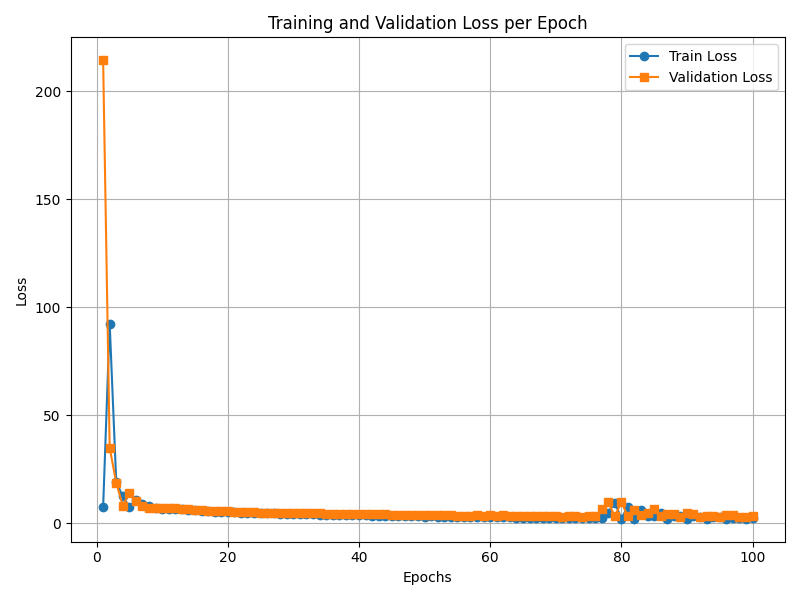 Training and Validation Loss per Epoch
Train Loss
Validation Loss
200
150
100
50
0
Loss
0 20 40 60 80 100
Epochs